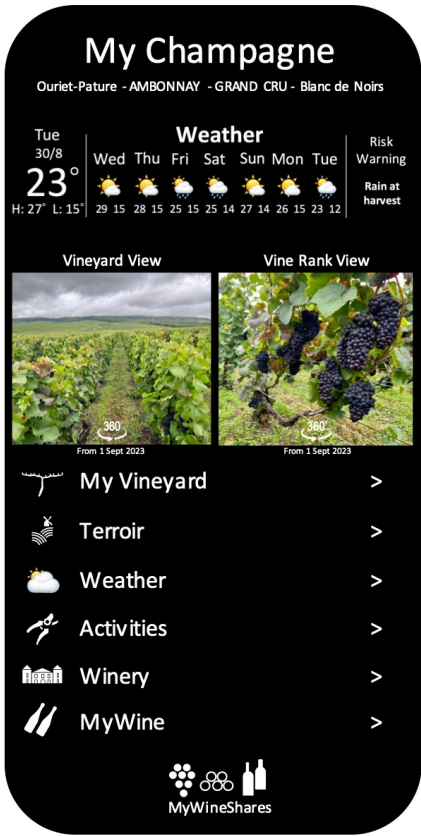 My Champagne
Ouriet-Pature - AMBONNAY - GRAND CRU - Blanc de Noirs
Tue
30/8
23°
H: 27° L: 15°
Weather
Wed Thu Fri Sat Sun Mon Tue
29 15 28 15 25 15 25 14 27 14 26 15 23 12
Risk
Warning
Rain at
harvest
Vineyard View
Vine Rank View
360°
360°
From 1 Sept 2023
From 1 Sept 2023
My Vineyard >
Terroir >
Weather >
Activities >
Winery >
MyWine >
MyWineShares